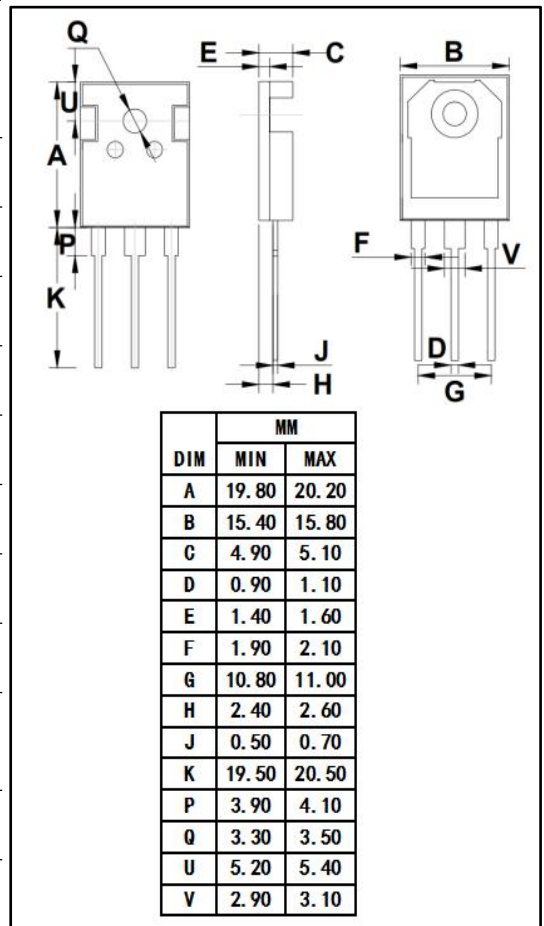 Q
E C B
U
A
P
K
F V
J D
H G
MM
DIM MIN MAX
A 19.80 20.20
B 15.40 15.80
C 4.90 5.10
D 0.90 1.10
E 1.40 1.60
F 1.90 2.10
G 10.80 11.00
H 2.40 2.60
J 0.50 0.70
K 19.50 20.50
P 3.90 4.10
Q 3.30 3.50
U 5.20 5.40
V 2.90 3.10